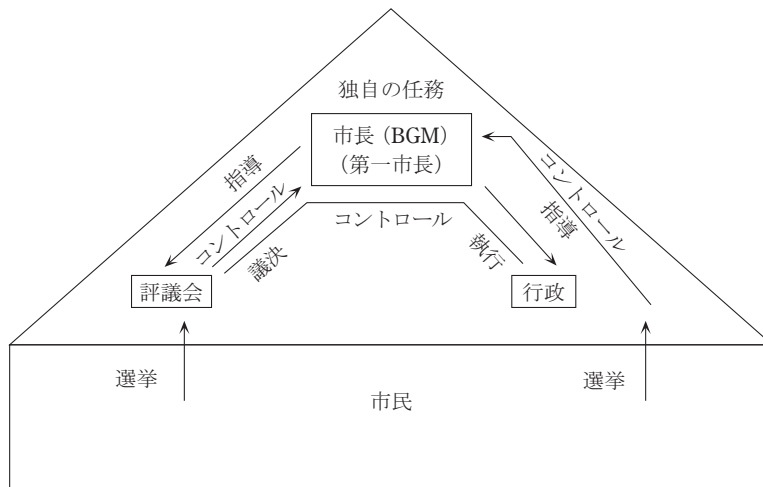 独自の任務
市長（BGM）
（第一市長）
指導
コントロール
議決
コントロール
執行
指導
コントロール
評議会
行政
選挙
選挙
市民